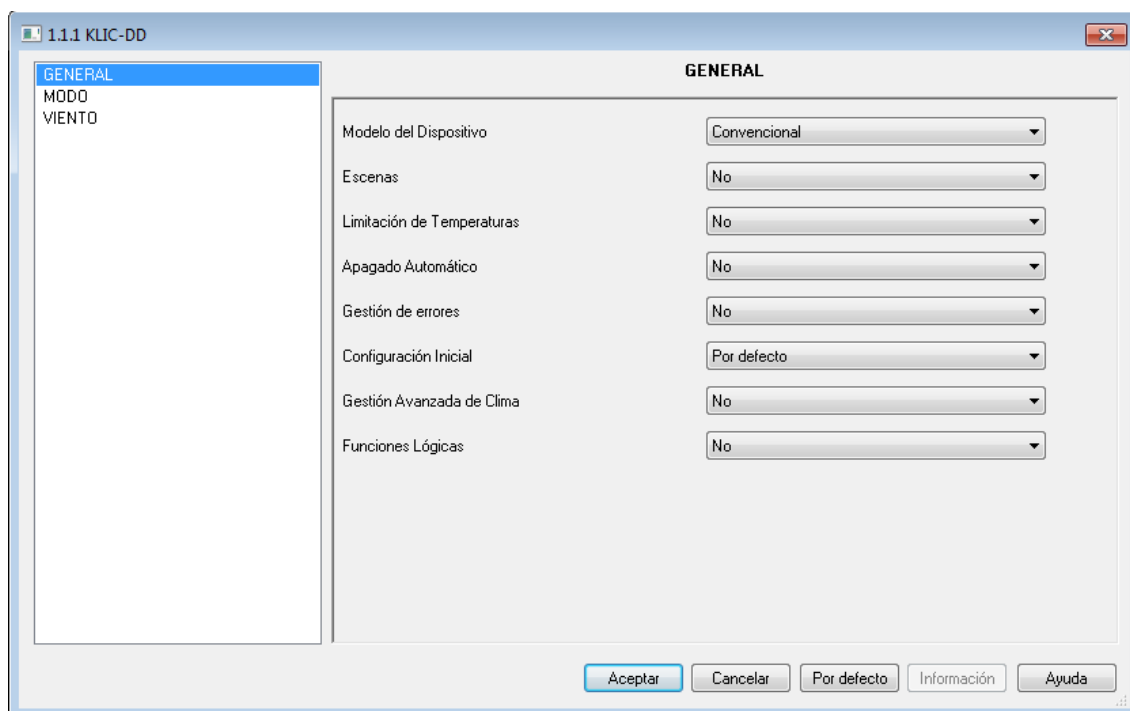 1.1.1 KLIC-DD
GENERAL
MODO
VIENTO
GENERAL
Modelo del Dispositivo Convencional
Escenas No
Limitación de Temperaturas No
Apagado Automático No
Gestión de errores No
Configuración Inicial Por defecto
Gestión Avanzada de Clima No
Funciones Lógicas No
Aceptar Cancelar Por defecto Información Ayuda